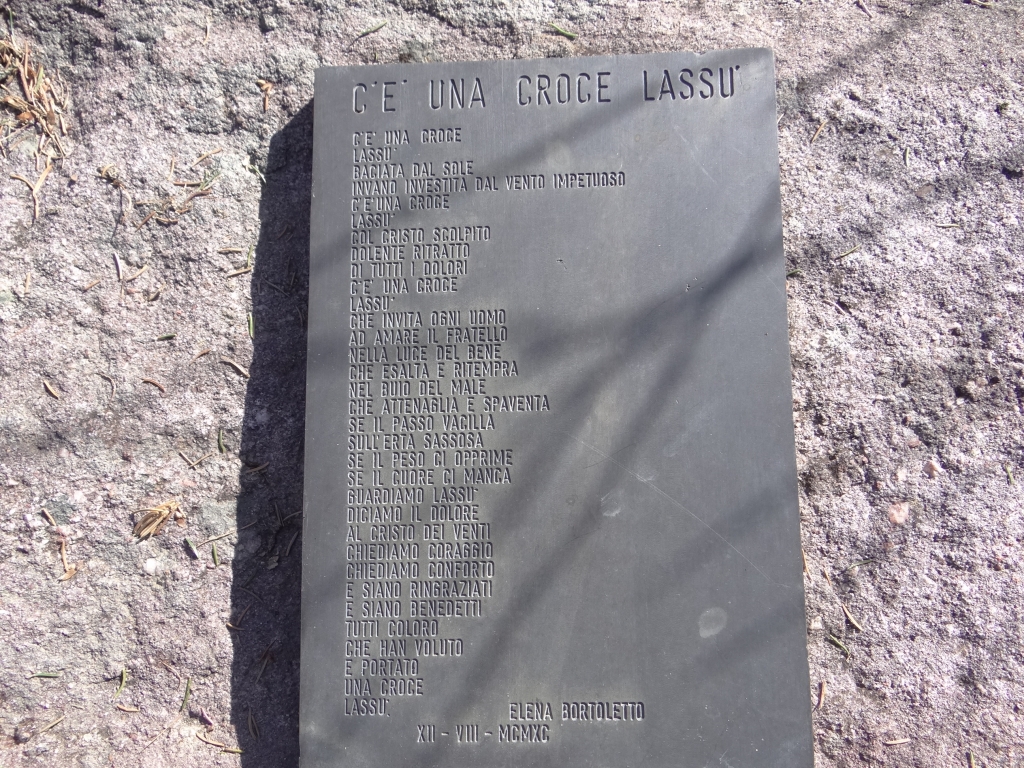 C'E' UNA CROCE LASSU'
C'E' UNA CROCE
LASSU'
BACIATA DAL SOLE
INVANO INVESTITA DAL VENTO IMPETUOSO
C'E'UNA CROCE
LASSU'
COL CRISTO SCOLPITO
DOLENTE RITRATTO
DI TUTTI I DOLORI
C'E' UNA CROCE
LASSU'
CHE INVITA OGNI UOMO
AD AMARE IL FRATELLO
NELLA LUCE DEL BENE
CHE ESALTA E RITEMPRA
NEL BUIO DEL MALE
CHE ATTENAGLIA E SPAVENTA
SE IL PASSO VACILLA
SULL'ERTA SASSOSA
SE IL PESO CI OPPRIME
SE IL CUORE CI MANCA
GUARDIAMO LASSU'
DICIAMO IL DOLORE
AL CRISTO DEI VENTI
CHIEDIAMO CORAGGIO
CHIEDIAMO CONFORTO
E SIANO RINGRAZIATI
E SIANO BENEDETTI
TUTTI COLORO
CHE HAN VOLUTO
E PORTATO
UNA CROCE
LASSU'.
ELENA BORTOLETTO
XII - VIII - MCMXC